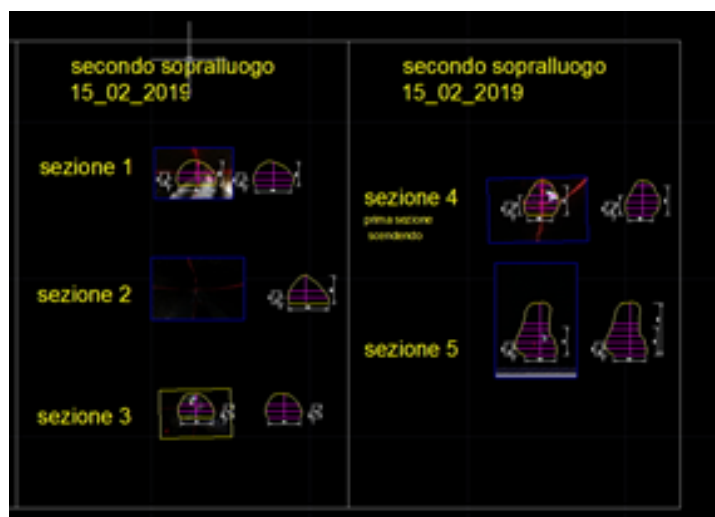 secondo sopralluogo
15_02_2019
sezione 1
sezione 2
sezione 3
secondo sopralluogo
15_02_2019
sezione 4
prima sezione
scendendo
sezione 5